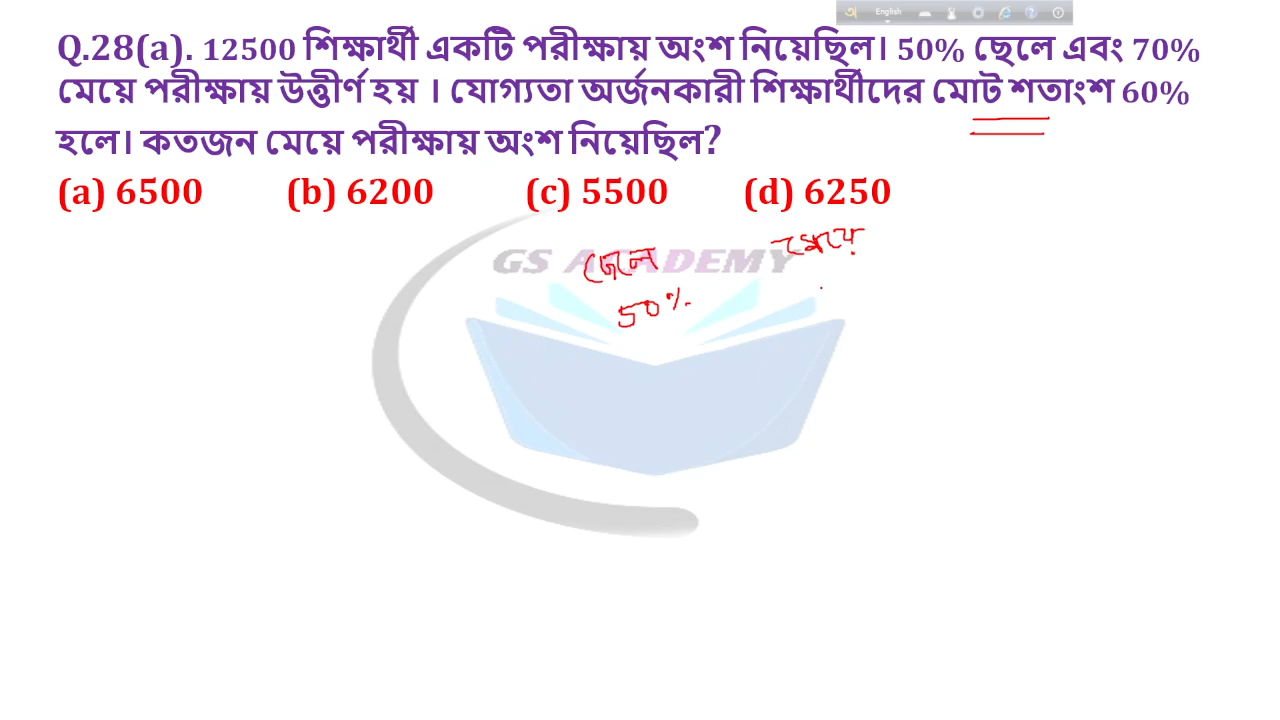 English
Q.28(a). 12500 শিক্ষার্থী একটি পরীক্ষায় অংশ নিয়েছিল। 50% ছেলে এবং 70%
মেয়ে পরীক্ষায় উত্তীর্ণ হয় । যোগ্যতা অর্জনকারী শিক্ষার্থীদের মোট শতাংশ 60%
হলে। কতজন মেয়ে পরীক্ষায় অংশ নিয়েছিল?
(a) 6500 (b) 6200 (c) 5500 (d) 6250
GS ACADEMY
ছেলে মেয়ে
50%